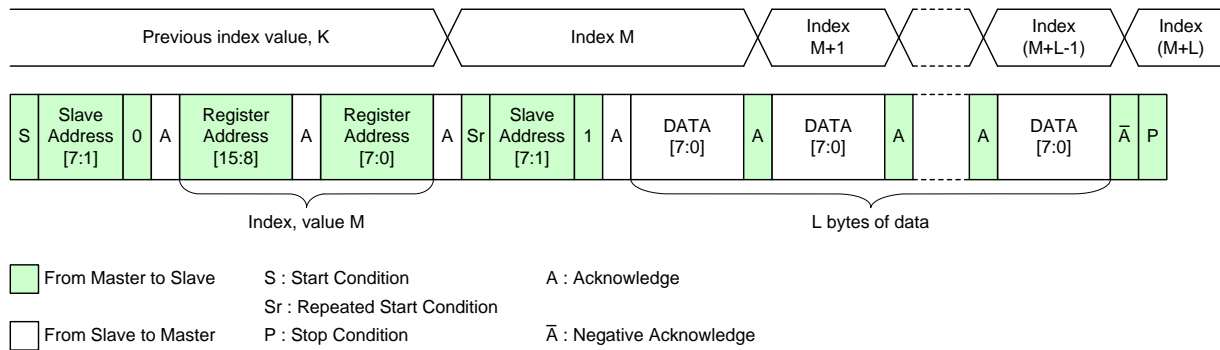 Previous index value, K
Index M
Index
M+1
Index
(M+L-1)
Index
(M+L)
S
Slave
Address
[7:1]
0
A
Register
Address
[15:8]
A
Register
Address
[7:0]
A
Sr
Slave
Address
[7:1]
1
A
DATA
[7:0]
A
DATA
[7:0]
A
A
DATA
[7:0]
A̅
P
Index, value M
L bytes of data
From Master to Slave
S : Start Condition
A : Acknowledge
Sr : Repeated Start Condition
From Slave to Master
P : Stop Condition
A̅ : Negative Acknowledge